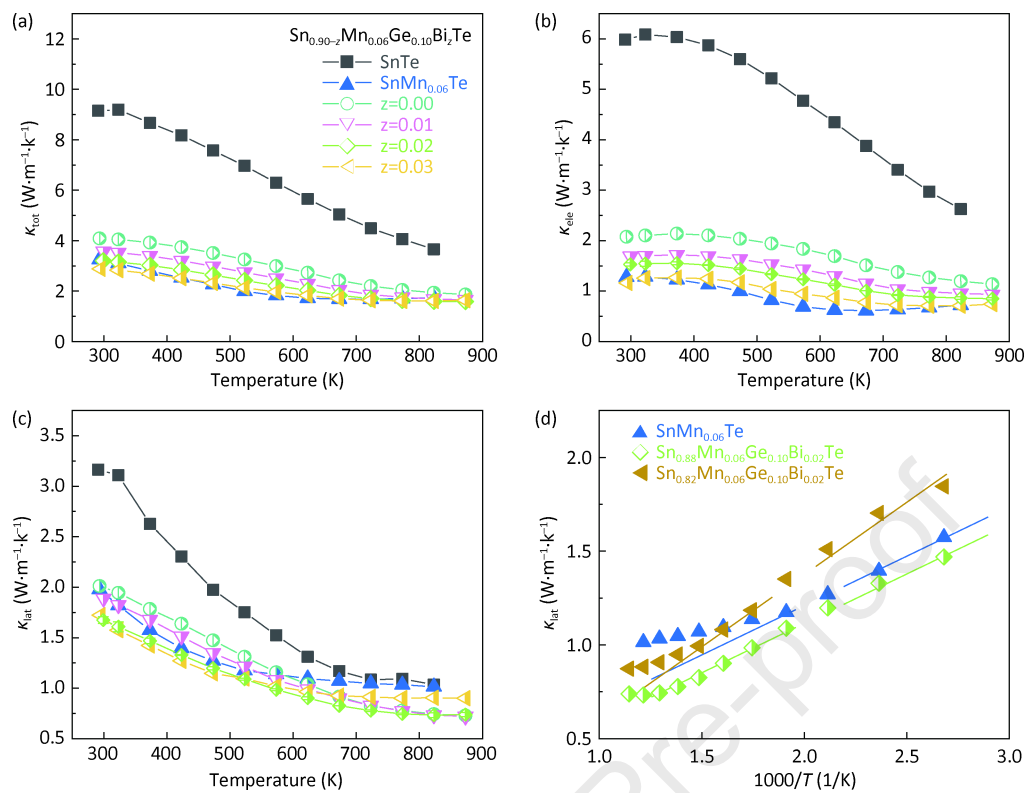 (a)
Sn0.90−zMn0.06Ge0.10BizTe
SnTe
SnMn0.06Te
z=0.00
z=0.01
z=0.02
z=0.03
12
10
8
6
4
2
0
κtot (W·m−1·k−1)
300 400 500 600 700 800 900
Temperature (K)
(b)
6
5
4
3
2
1
0
κele (W·m−1·k−1)
300 400 500 600 700 800 900
Temperature (K)
(c)
3.5
3.0
2.5
2.0
1.5
1.0
0.5
κlat (W·m−1·k−1)
300 400 500 600 700 800 900
Temperature (K)
(d)
SnMn0.06Te
Sn0.88Mn0.06Ge0.10Bi0.02Te
Sn0.82Mn0.06Ge0.10Bi0.02Te
2.0
1.5
1.0
0.5
κlat (W·m−1·k−1)
1.0 1.5 2.0 2.5 3.0
1000/T (1/K)
Pre-proof